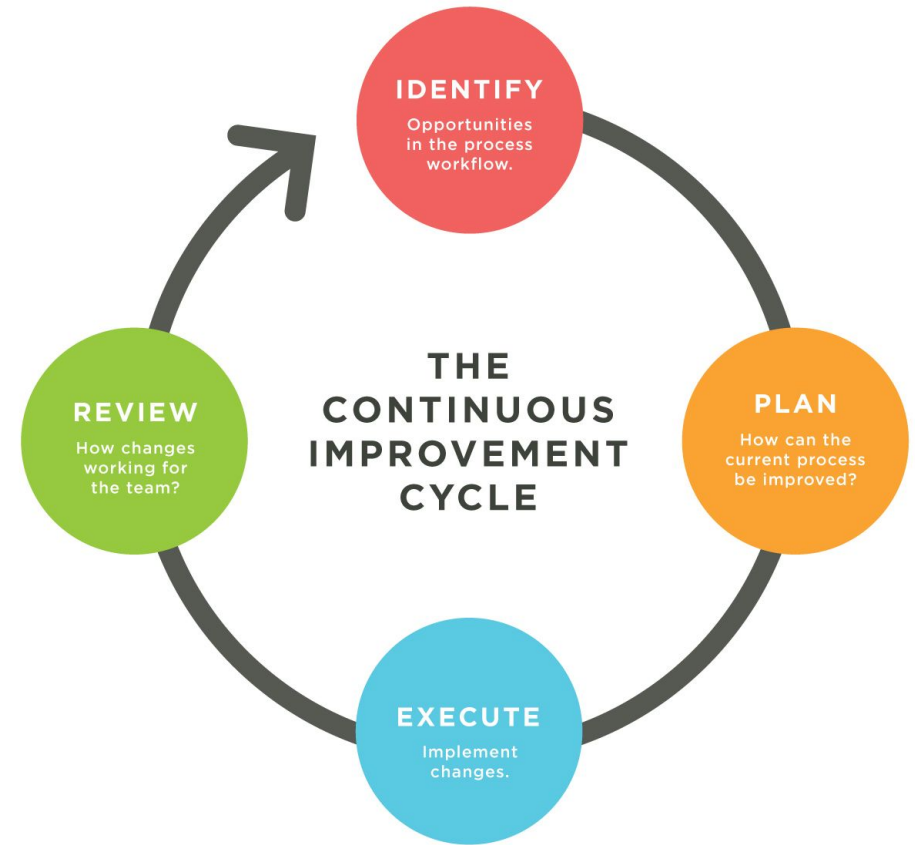 IDENTIFY
Opportunities
in the process
workflow.
PLAN
How can the
current process
be improved?
EXECUTE
Implement
changes.
REVIEW
How changes
working for
the team?
THE
CONTINUOUS
IMPROVEMENT
CYCLE